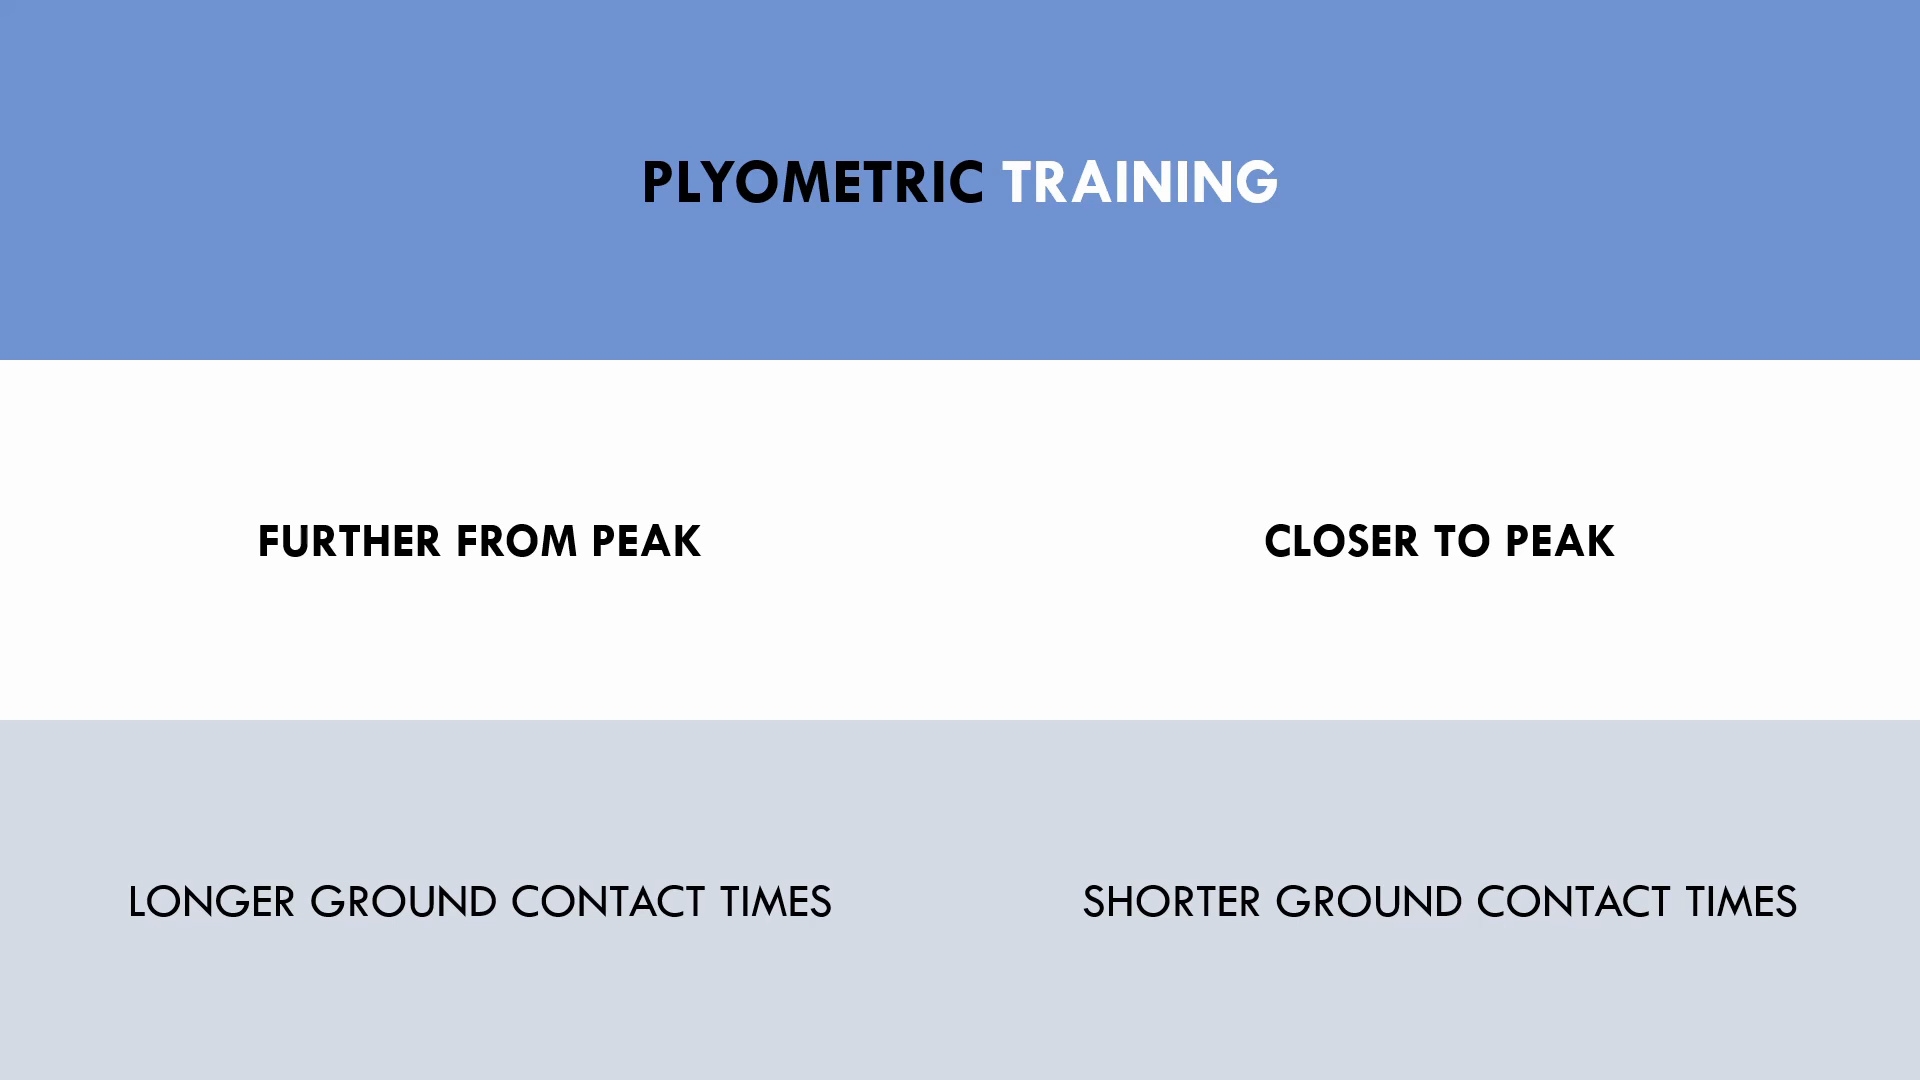 PLYOMETRIC TRAINING
FURTHER FROM PEAK
CLOSER TO PEAK
LONGER GROUND CONTACT TIMES
SHORTER GROUND CONTACT TIMES